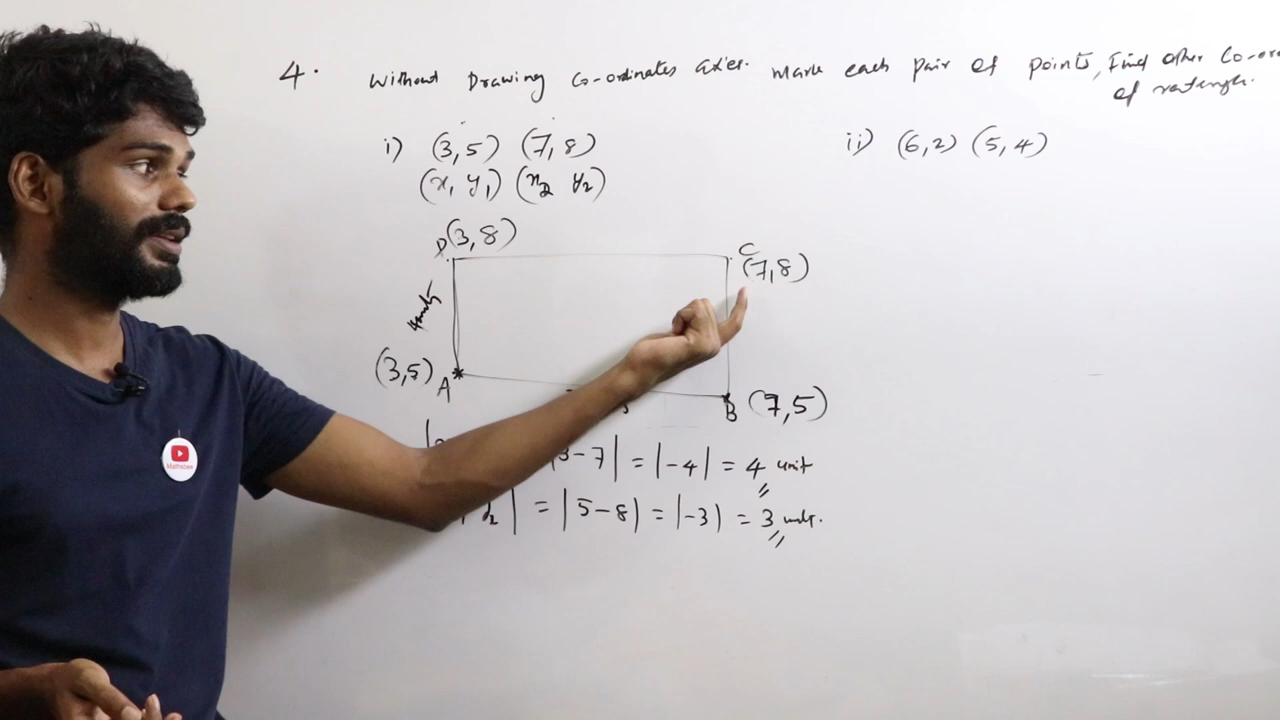 4. Without Drawing Co-ordinates axes. Mark each pair of points, Find other Co-or
of rectangle.
i) (3,5) (7,8)
ii) (6,2) (5,4)
(x₁ y₁) (x₂ y₂)
D(3,8)
C
(7,8)
(3,5) A
B (7,5)
3-7| = |-4| = 4 unit
| = |5-8| = |-3| = 3 units.
Mathsbee